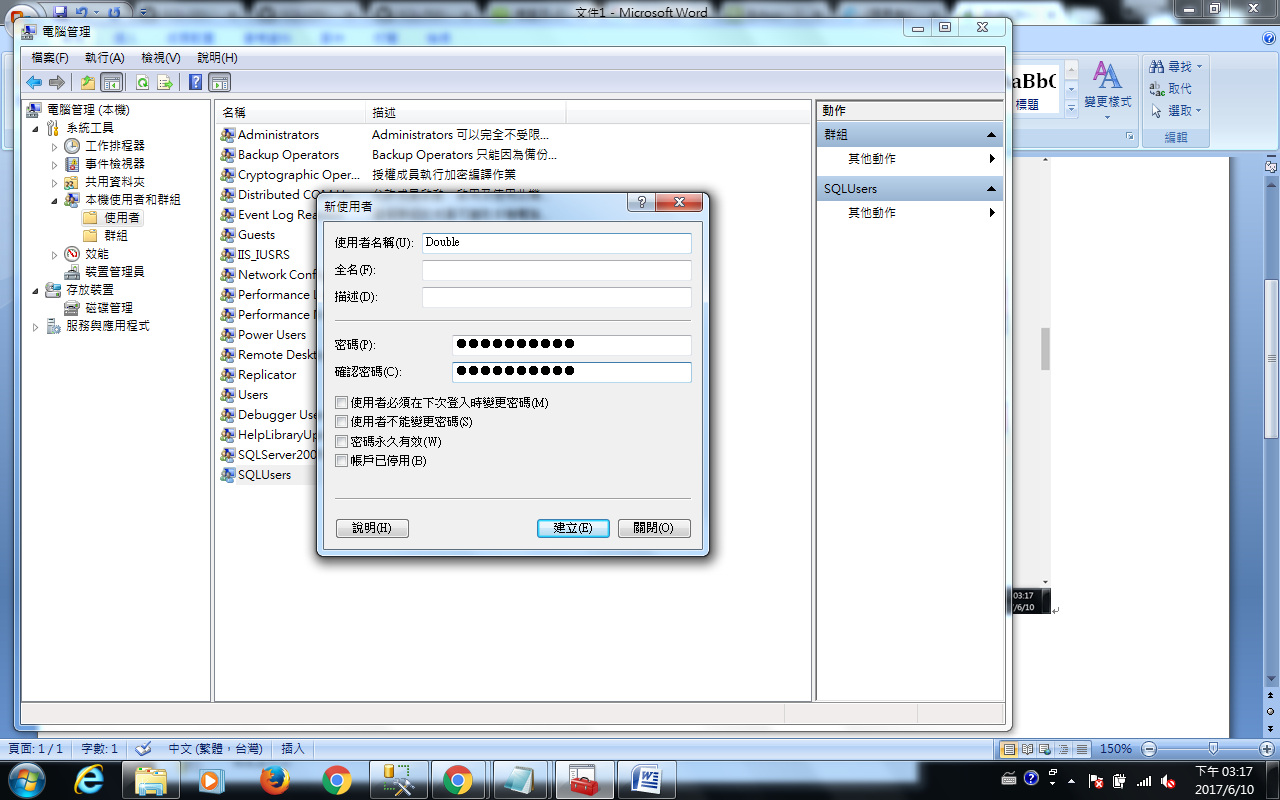 文件1 - Microsoft Word
電腦管理
檔案(F) 執行(A) 檢視(V) 說明(H)
電腦管理 (本機)
系統工具
工作排程器
事件檢視器
共用資料夾
本機使用者和群組
使用者
群組
效能
裝置管理員
存放裝置
磁碟管理
服務與應用程式
名稱 描述
Administrators Administrators 可以完全不受限...
Backup Operators Backup Operators 只能因為備份...
Cryptographic Oper... 授權成員執行加密編譯作業
Distributed
Event Log Rea
Guests
IIS_IUSRS
Network Conf
Performance
Performance
Power Users
Remote Deskt
Replicator
Users
Debugger Use
HelpLibraryUp
SQLServer200
SQLUsers
新使用者
使用者名稱(U): Double
全名(F):
描述(D):
密碼(P): ●●●●●●●●●●
確認密碼(C): ●●●●●●●●●●
使用者必須在下次登入時變更密碼(M)
使用者不能變更密碼(S)
密碼永久有效(W)
帳戶已停用(B)
說明(H) 建立(E) 關閉(O)
動作
群組
其他動作
SQLUsers
其他動作
aBbC
標題
變更樣式
尋找
取代
選取
編輯
03:17
/6/10
頁面: 1 / 1 字數: 1 中文 (繁體，台灣) 插入 150%
下午 03:17
2017/6/10